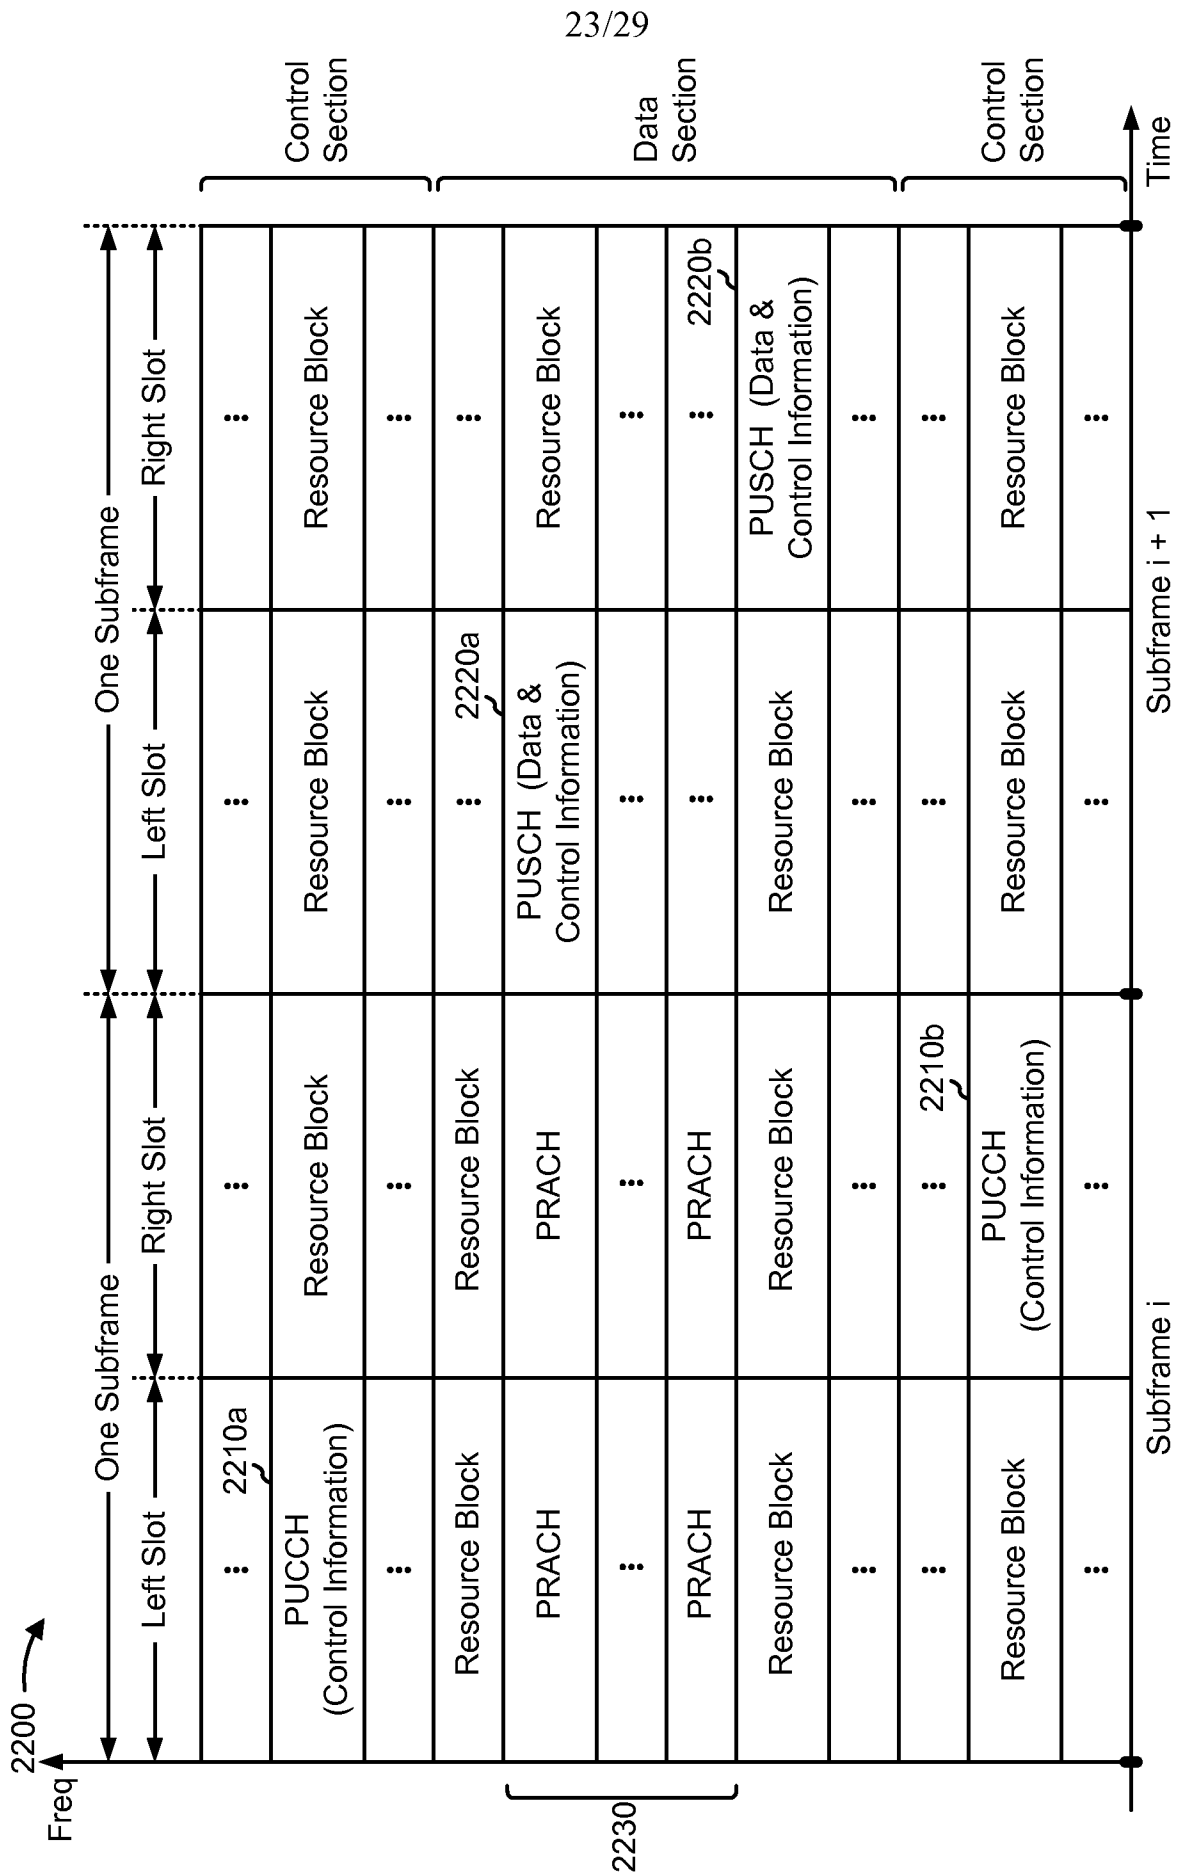 23/29
2200
Freq
One Subframe
One Subframe
Left Slot
Right Slot
Left Slot
Right Slot
...
2210a
...
...
...
Control
Section
PUCCH
(Control Information)
Resource Block
Resource Block
Resource Block
...
...
...
...
Resource Block
Resource Block
...
2220a
...
Data
Section
2230
PRACH
PRACH
PUSCH (Data &
Control Information)
Resource Block
...
...
...
...
PRACH
PRACH
...
...
2220b
Resource Block
Resource Block
Resource Block
PUSCH (Data &
Control Information)
...
...
...
...
...
...
2210b
...
...
Control
Section
Resource Block
PUCCH
(Control Information)
Resource Block
Resource Block
...
...
...
...
Time
Subframe i
Subframe i + 1